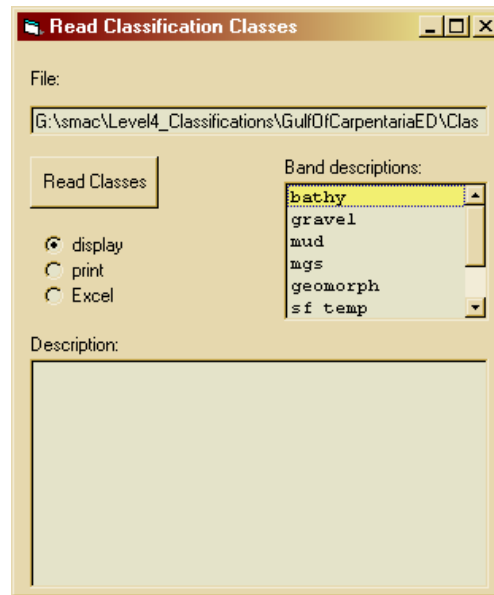 Read Classification Classes
File:
G:\smac\Level4_Classifications\GulfOfCarpentariaED\Clas
Read Classes
Band descriptions:
bathy
gravel
mud
mgs
geomorph
sf temp
display
print
Excel
Description: